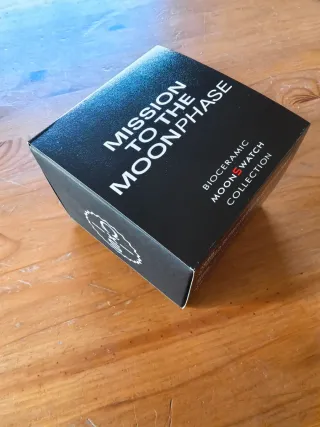 MISSION
TO THE
MOONPHASE
BIOCERAMIC
MOONSWATCH
COLLECTION